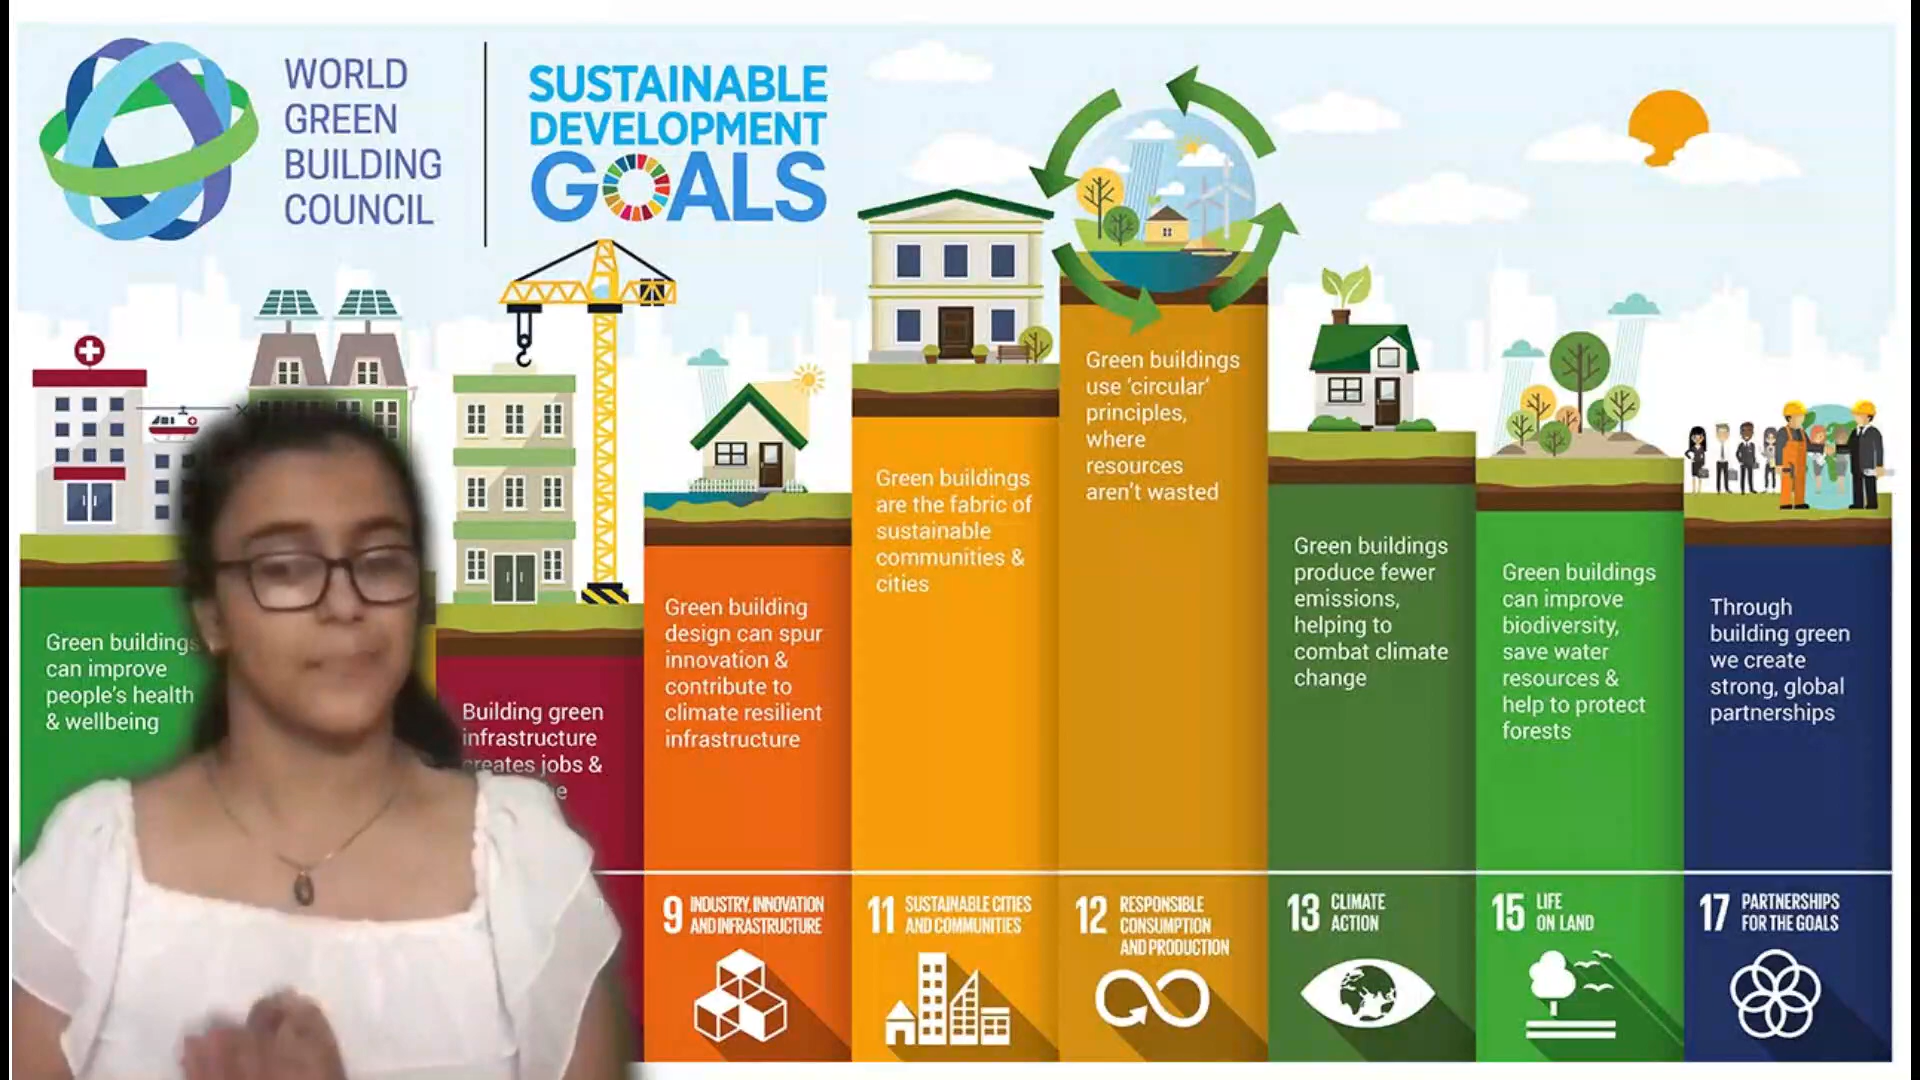 WORLD
GREEN
BUILDING
COUNCIL
SUSTAINABLE
DEVELOPMENT
GOALS
Green buildings
can improve
people's health
& wellbeing
Building green
infrastructure
creates jobs &
Green building
design can spur
innovation &
contribute to
climate resilient
infrastructure
Green buildings
are the fabric of
sustainable
communities &
cities
Green buildings
use ‘circular’
principles,
where
resources
aren't wasted
Green buildings
produce fewer
emissions,
helping to
combat climate
change
Green buildings
can improve
biodiversity,
save water
resources &
help to protect
forests
Through
building green
we create
strong, global
partnerships
9 INDUSTRY, INNOVATION
AND INFRASTRUCTURE
11 SUSTAINABLE CITIES
AND COMMUNITIES
12 RESPONSIBLE
CONSUMPTION
AND PRODUCTION
13 CLIMATE
ACTION
15 LIFE
ON LAND
17 PARTNERSHIPS
FOR THE GOALS